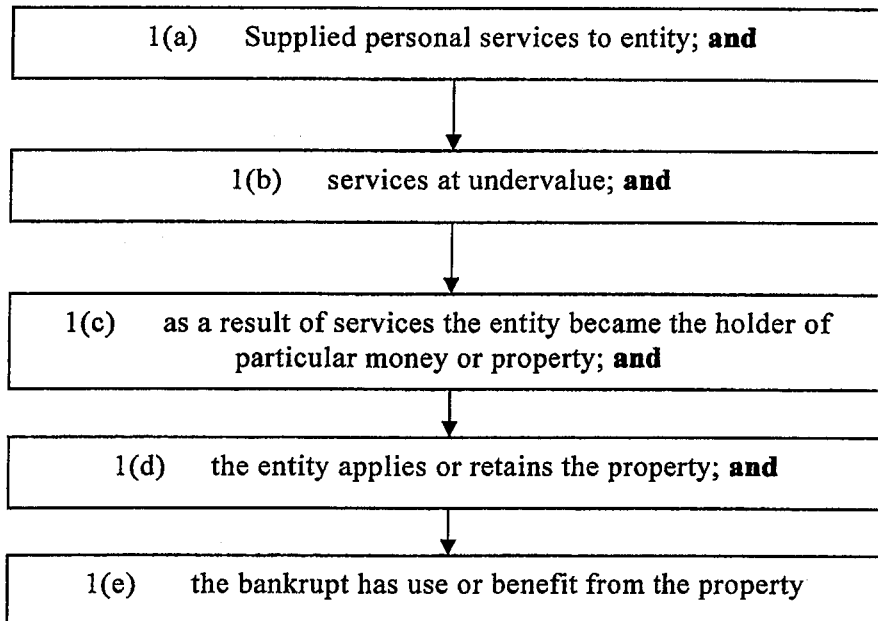 1(a) Supplied personal services to entity; and
1(b) services at undervalue; and
1(c) as a result of services the entity became the holder of
particular money or property; and
1(d) the entity applies or retains the property; and
1(e) the bankrupt has use or benefit from the property